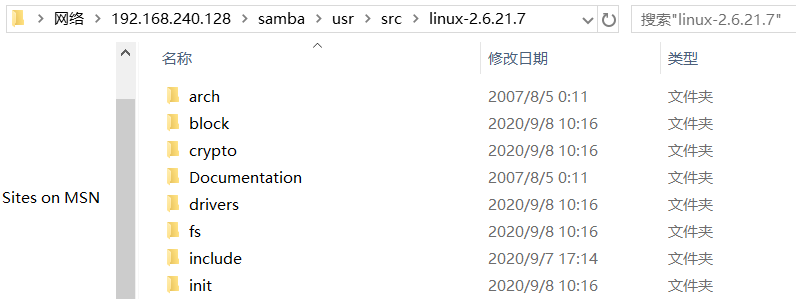 网络 192.168.240.128 samba usr src linux-2.6.21.7 搜索"linux-2.6.21.7"
名称 修改日期 类型
arch 2007/8/5 0:11 文件夹
block 2020/9/8 10:16 文件夹
crypto 2020/9/8 10:16 文件夹
Documentation 2007/8/5 0:11 文件夹
Sites on MSN
drivers 2020/9/8 10:16 文件夹
fs 2020/9/8 10:16 文件夹
include 2020/9/7 17:14 文件夹
init 2020/9/8 10:16 文件夹